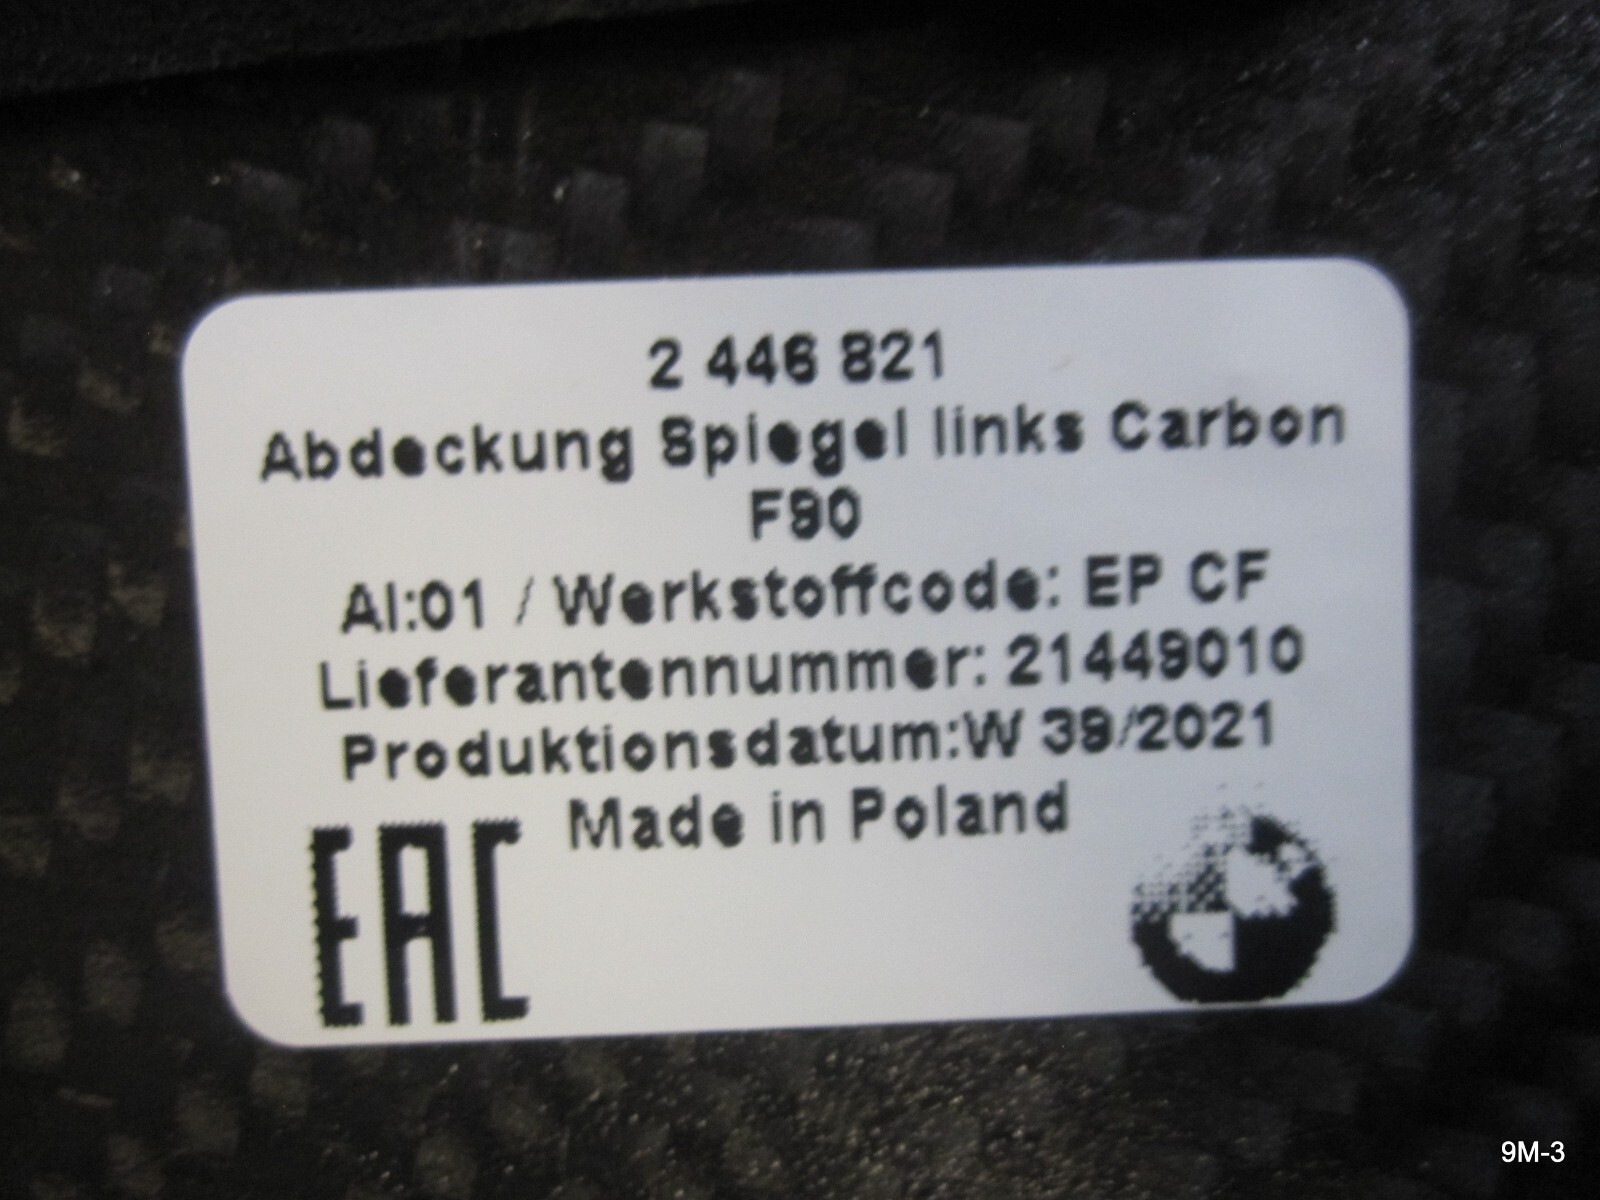 2 446 821
Abdeckung Spiegel links Carbon
F90
AI:01 / Werkstoffcode: EP CF
Lieferantennummer: 21449010
Produktionsdatum:W 39/2021
Made in Poland
EAC
9M-3